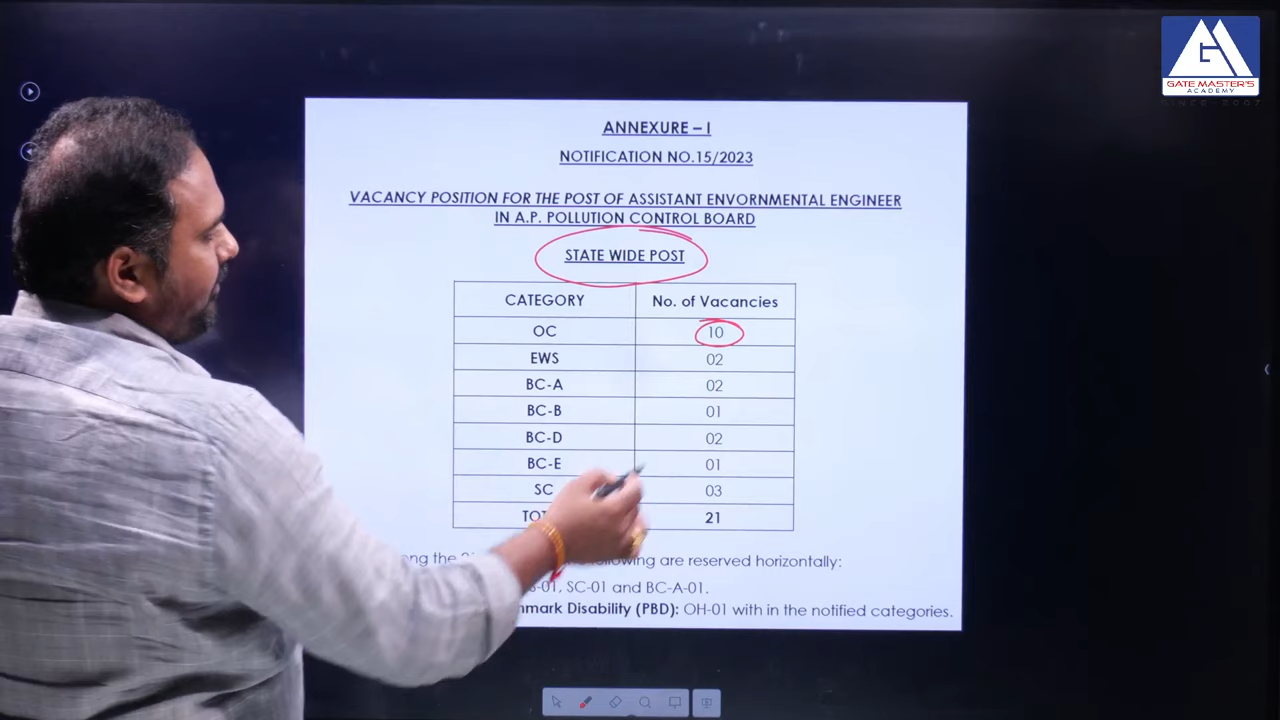 GATE MASTER'S
ACADEMY
SINCE-2007
ANNEXURE – I
NOTIFICATION NO.15/2023
VACANCY POSITION FOR THE POST OF ASSISTANT ENVORNMENTAL ENGINEER
IN A.P. POLLUTION CONTROL BOARD
STATE WIDE POST
CATEGORY No. of Vacancies
OC 10
EWS 02
BC-A 02
BC-B 01
BC-D 02
BC-E 01
SC 03
21
the following are reserved horizontally:
SC-01 and BC-A-01.
Disability (PBD): OH-01 with in the notified categories.